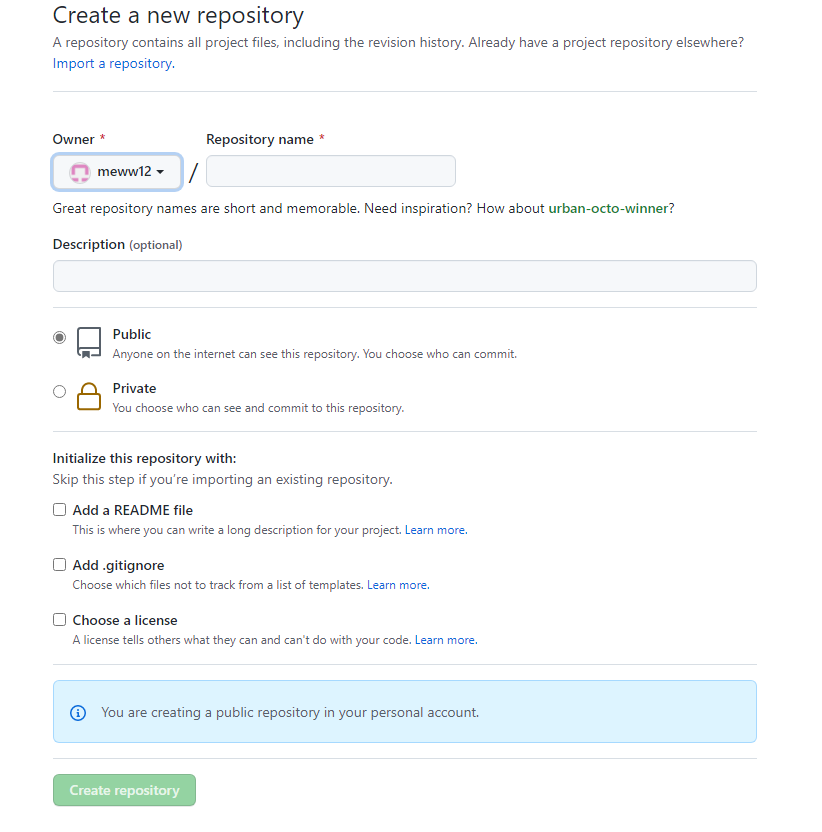 Create a new repository
A repository contains all project files, including the revision history. Already have a project repository elsewhere?
Import a repository.
Owner * Repository name *
meww12 /
Great repository names are short and memorable. Need inspiration? How about urban-octo-winner?
Description (optional)
Public
Anyone on the internet can see this repository. You choose who can commit.
Private
You choose who can see and commit to this repository.
Initialize this repository with:
Skip this step if you’re importing an existing repository.
Add a README file
This is where you can write a long description for your project. Learn more.
Add .gitignore
Choose which files not to track from a list of templates. Learn more.
Choose a license
A license tells others what they can and can't do with your code. Learn more.
You are creating a public repository in your personal account.
Create repository